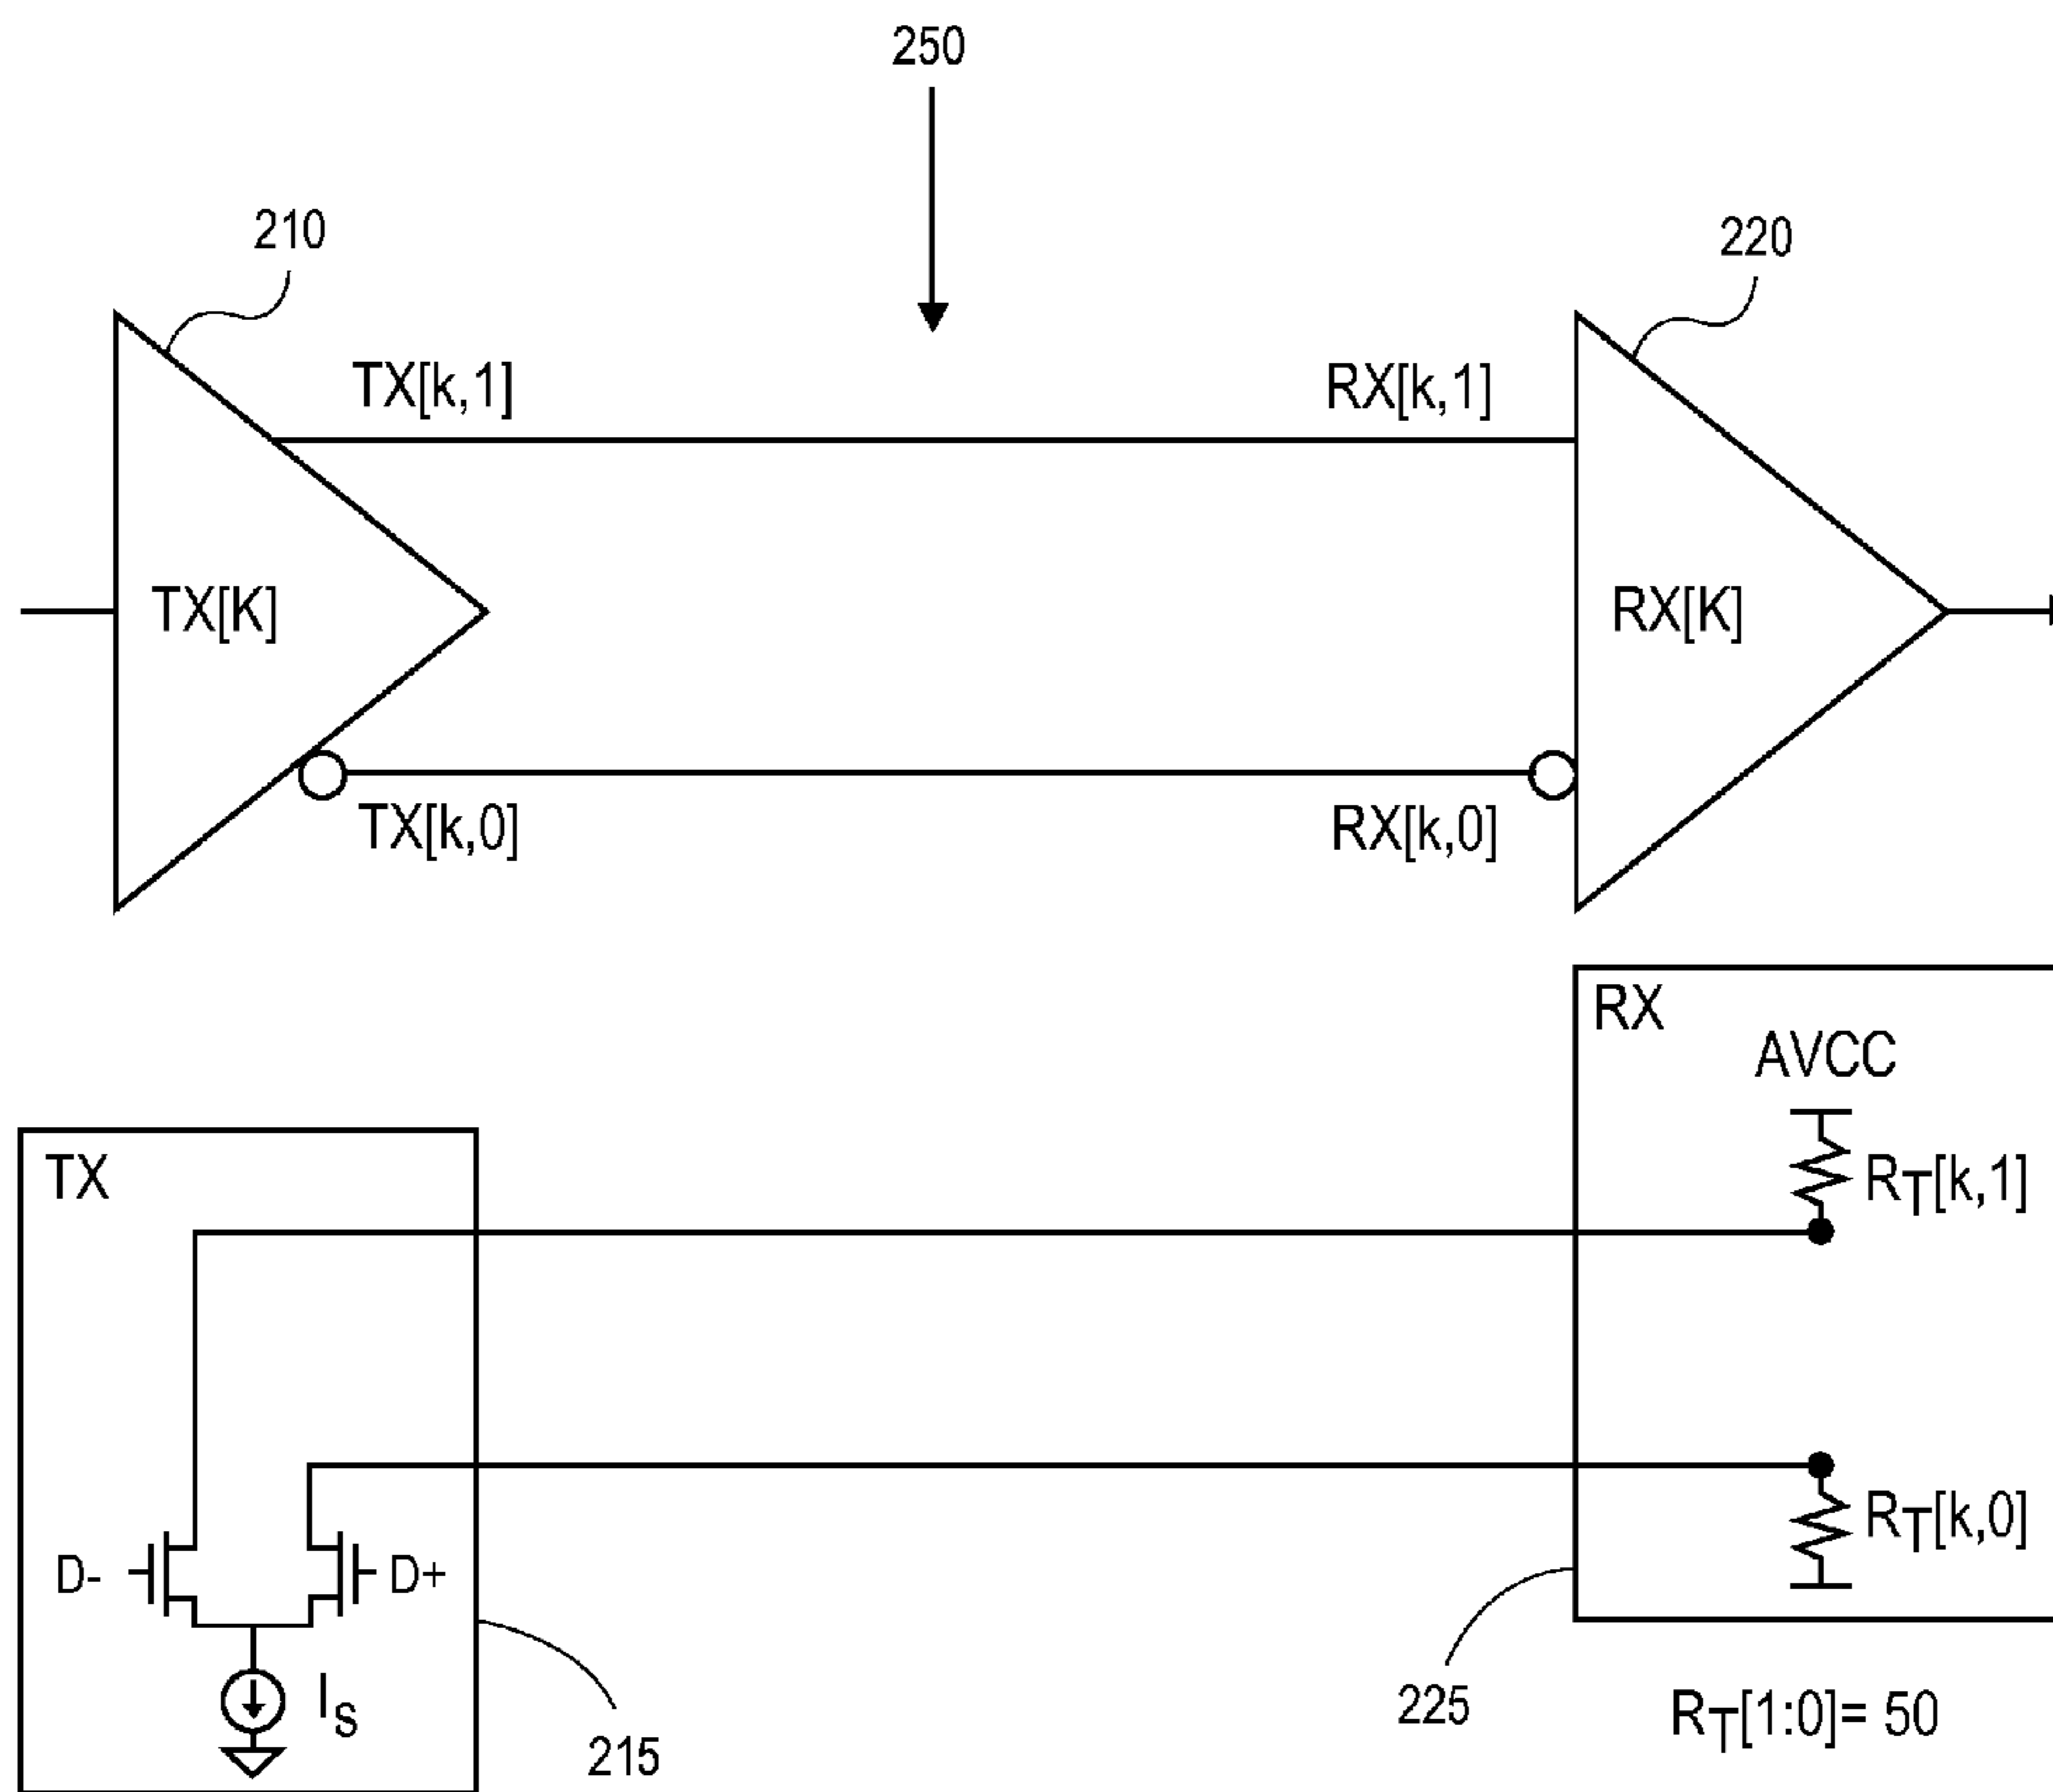 250
210
220
TX[k,1]
RX[k,1]
TX[K]
RX[K]
TX[k,0]
RX[k,0]
RX
AVCC
TX
RT[k,1]
RT[k,0]
D-
D+
IS
225
215
RT[1:0]= 50